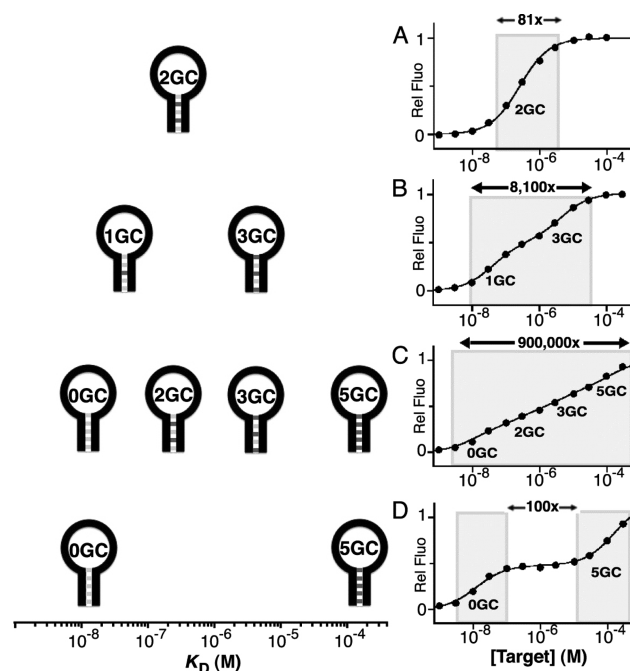 2GC
A
81x
Rel Fluo
1
0
2GC
10⁻⁸
10⁻⁶
10⁻⁴
1GC
3GC
B
8,100x
Rel Fluo
1
0
1GC
3GC
10⁻⁸
10⁻⁶
10⁻⁴
0GC
2GC
3GC
5GC
C
900,000x
Rel Fluo
1
0
0GC
2GC
3GC
5GC
10⁻⁸
10⁻⁶
10⁻⁴
0GC
5GC
D
100x
Rel Fluo
1
0
0GC
5GC
10⁻⁸
10⁻⁶
10⁻⁴
[Target] (M)
10⁻⁸
10⁻⁷
10⁻⁶
10⁻⁵
10⁻⁴
K_D (M)